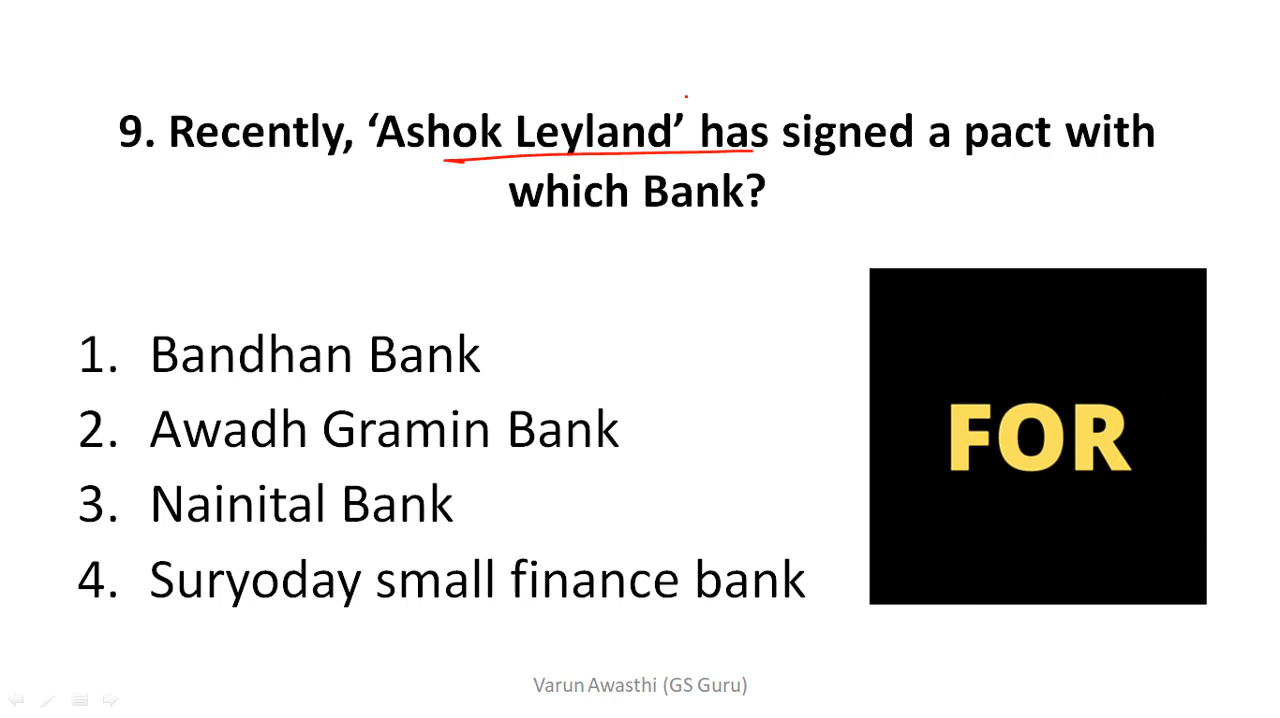 9. Recently, ‘Ashok Leyland’ has signed a pact with
which Bank?
1. Bandhan Bank
2. Awadh Gramin Bank
3. Nainital Bank
4. Suryoday small finance bank
FOR
Varun Awasthi (GS Guru)